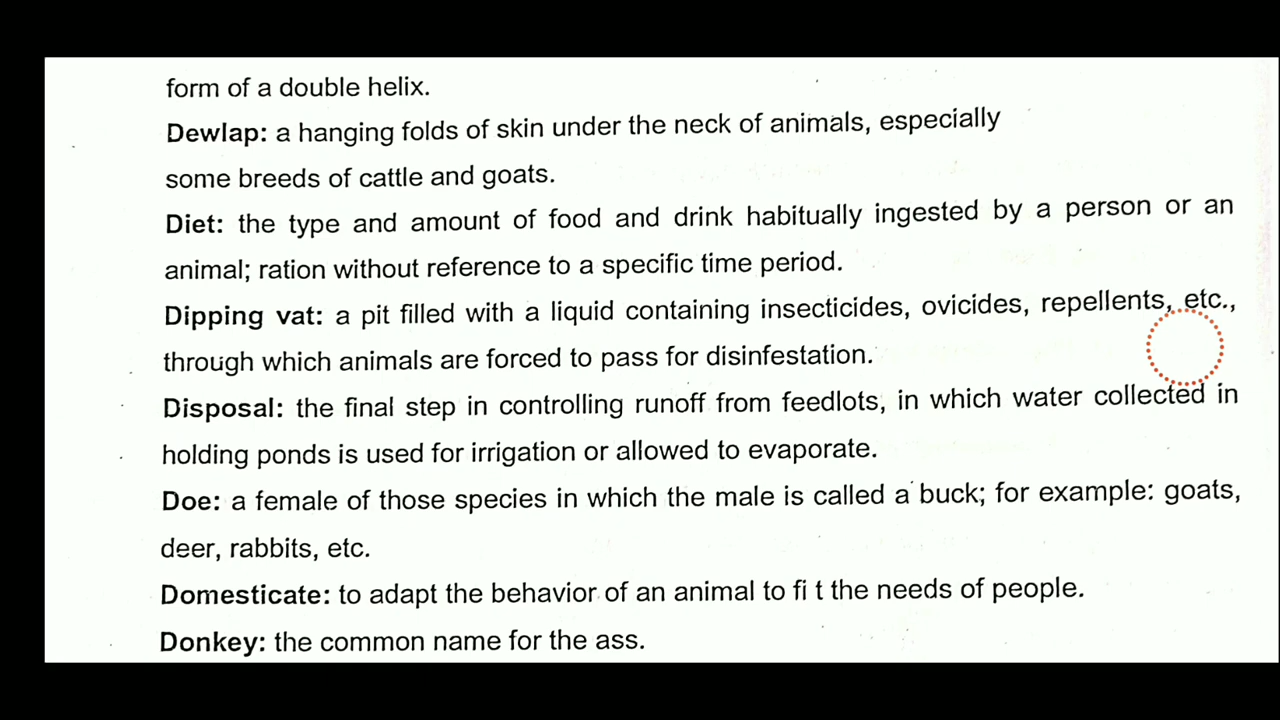 form of a double helix.
Dewlap: a hanging folds of skin under the neck of animals, especially
some breeds of cattle and goats.
Diet: the type and amount of food and drink habitually ingested by a person or an
animal; ration without reference to a specific time period.
Dipping vat: a pit filled with a liquid containing insecticides, ovicides, repellents, etc.,
through which animals are forced to pass for disinfestation.
Disposal: the final step in controlling runoff from feedlots, in which water collected in
holding ponds is used for irrigation or allowed to evaporate.
Doe: a female of those species in which the male is called a buck; for example: goats,
deer, rabbits, etc.
Domesticate: to adapt the behavior of an animal to fi t the needs of people.
Donkey: the common name for the ass.